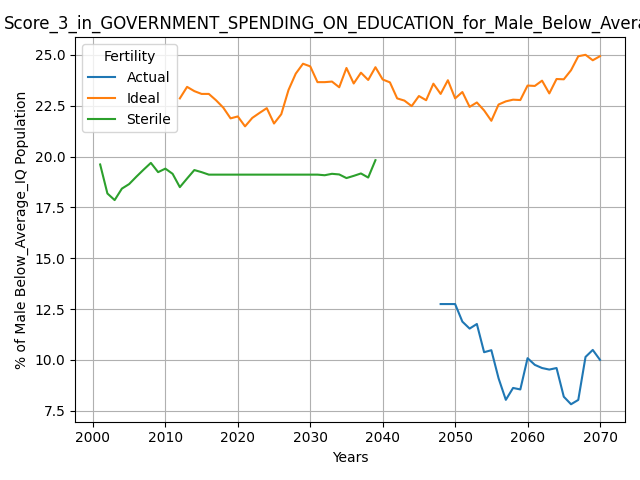 Score_3_in_GOVERNMENT_SPENDING_ON_EDUCATION_for_Male_Below_Avera
Fertility
Actual
Ideal
Sterile
% of Male Below_Average_IQ Population
25.0
22.5
20.0
17.5
15.0
12.5
10.0
7.5
2000 2010 2020 2030 2040 2050 2060 2070
Years